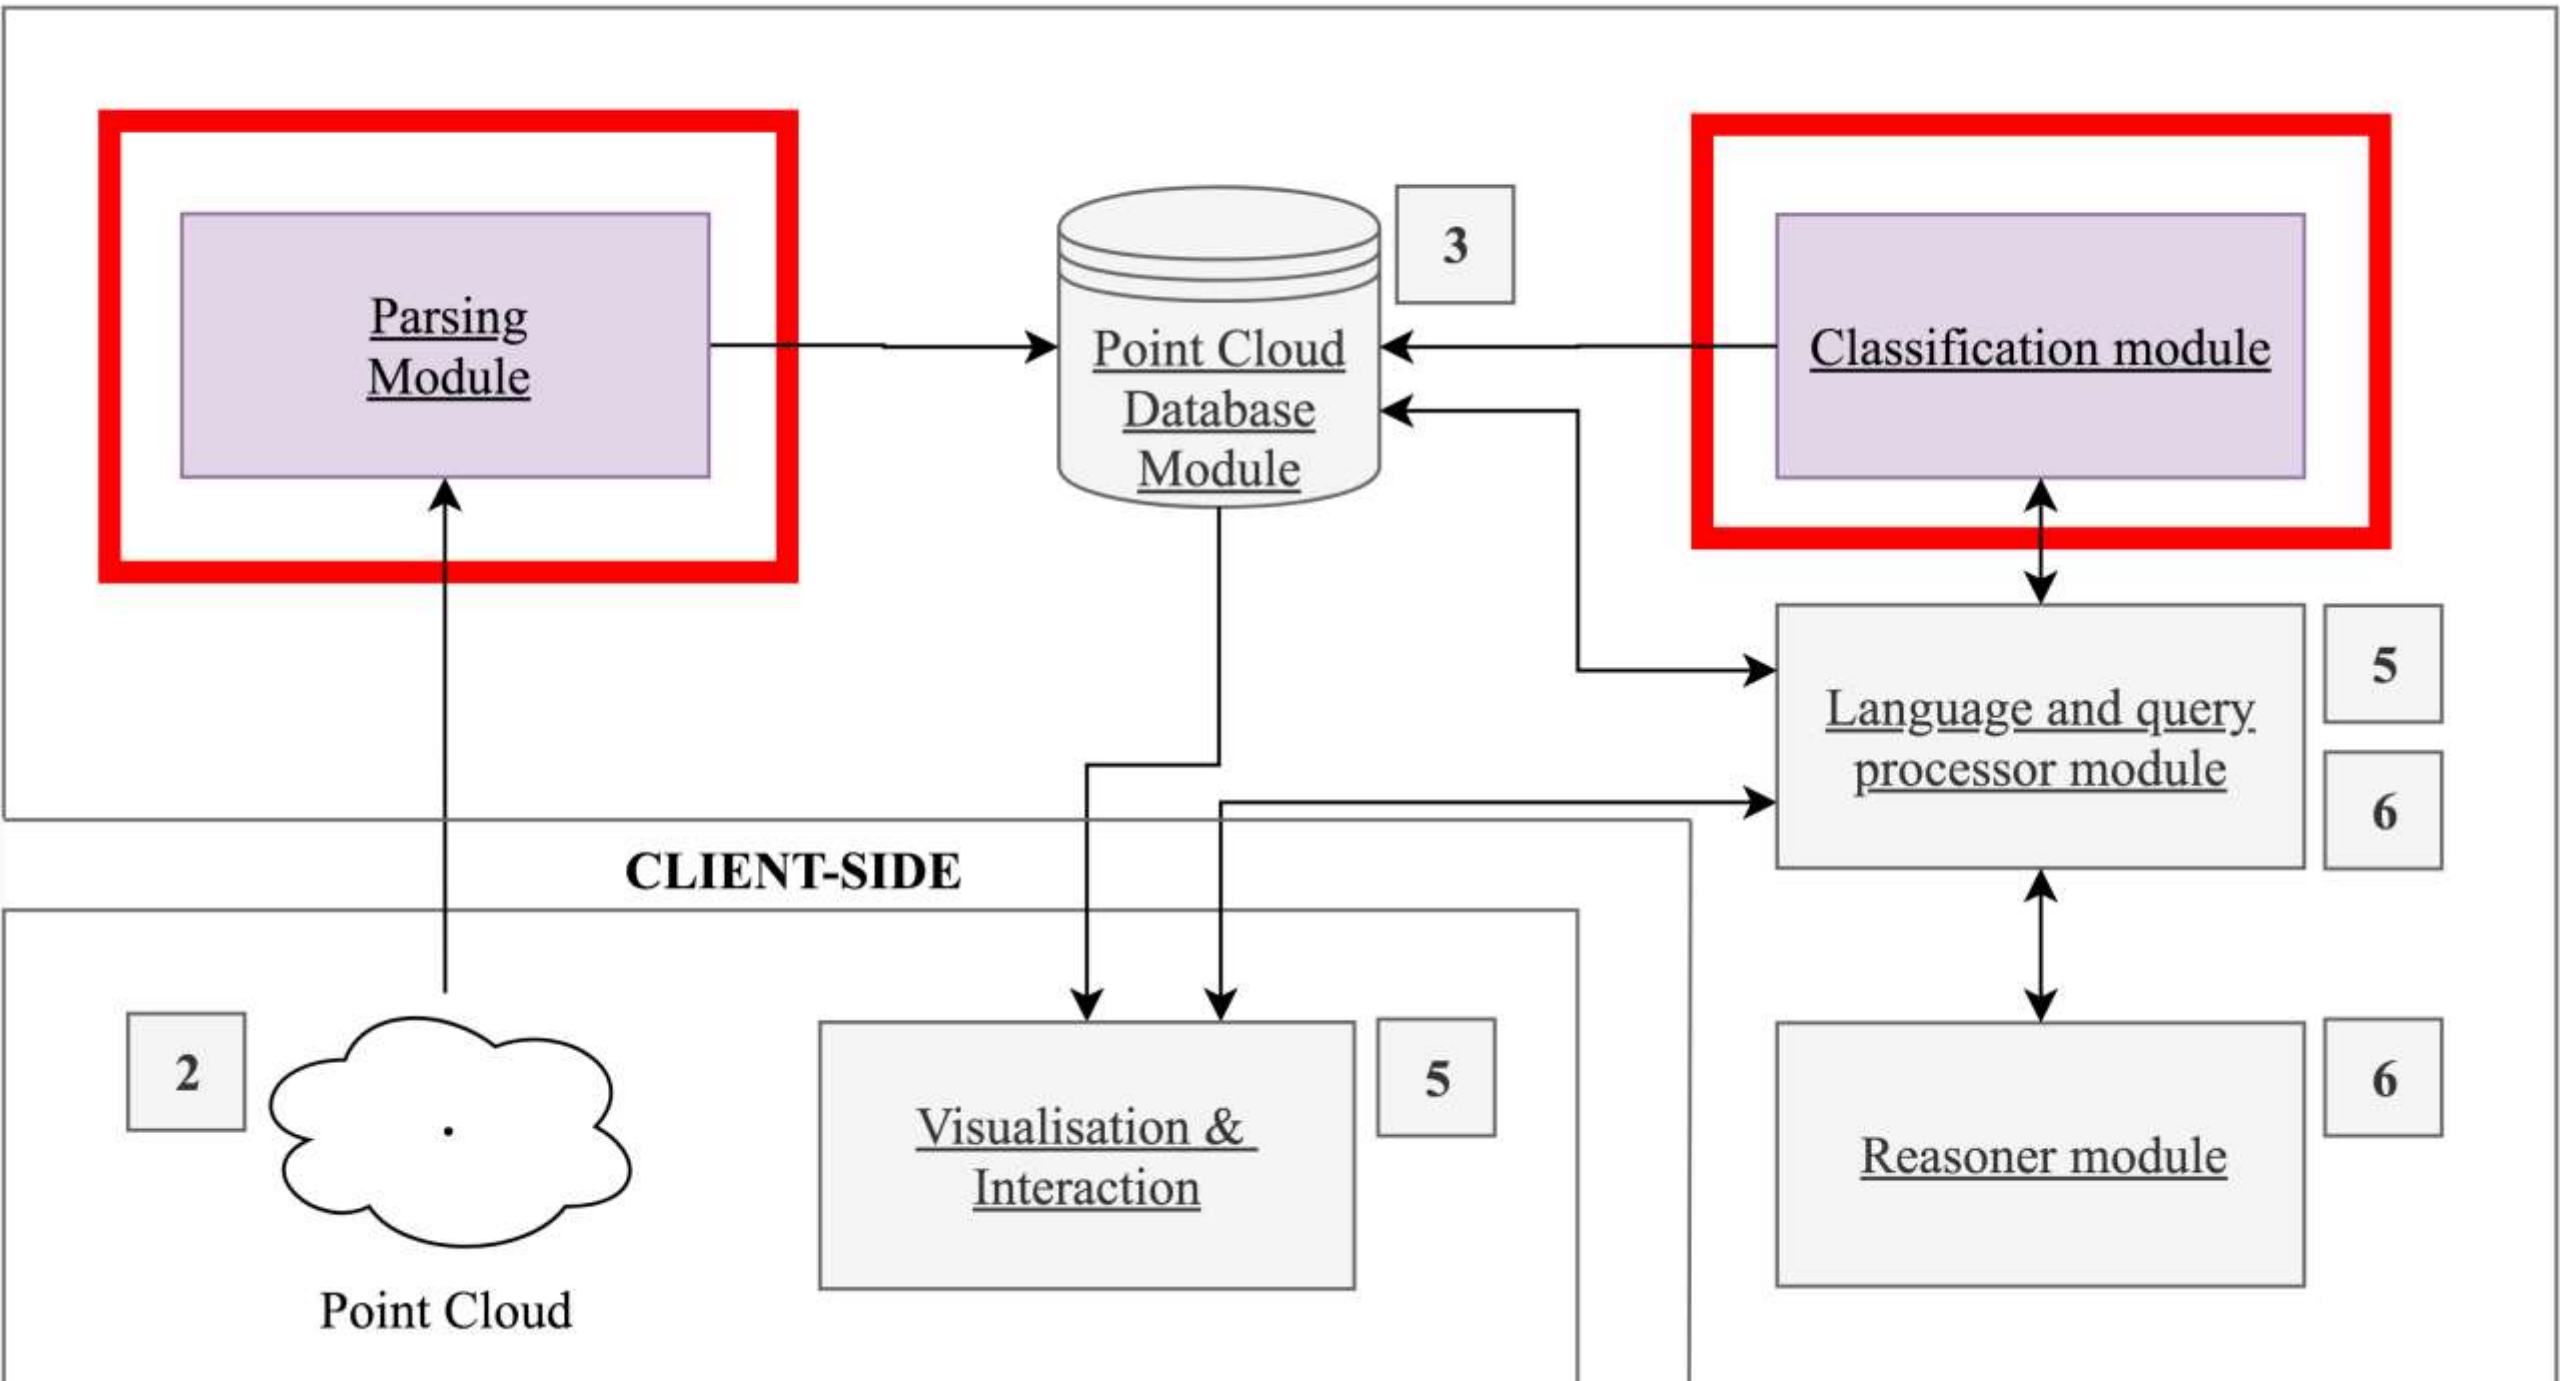 Parsing
Module
3
Point Cloud
Database
Module
Classification module
Language and query
processor module
5
6
CLIENT-SIDE
2
Point Cloud
Visualisation &
Interaction
5
Reasoner module
6